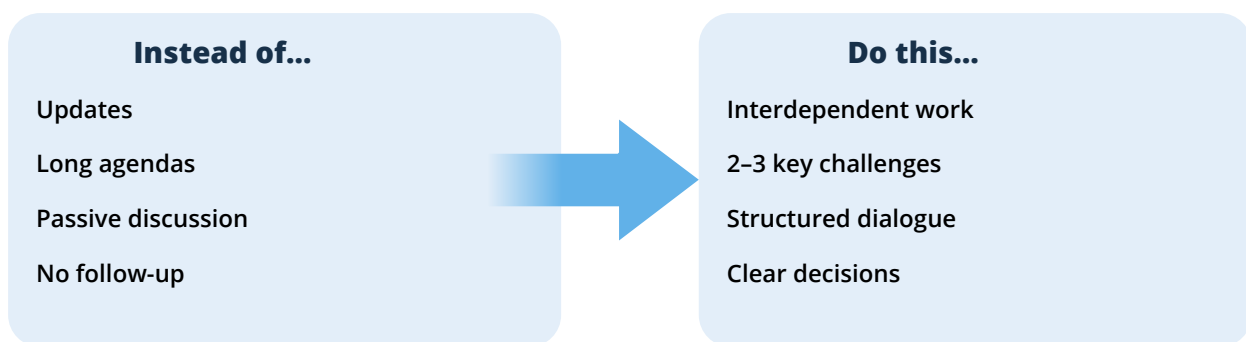 Instead of...
Updates
Long agendas
Passive discussion
No follow-up
Do this...
Interdependent work
2–3 key challenges
Structured dialogue
Clear decisions